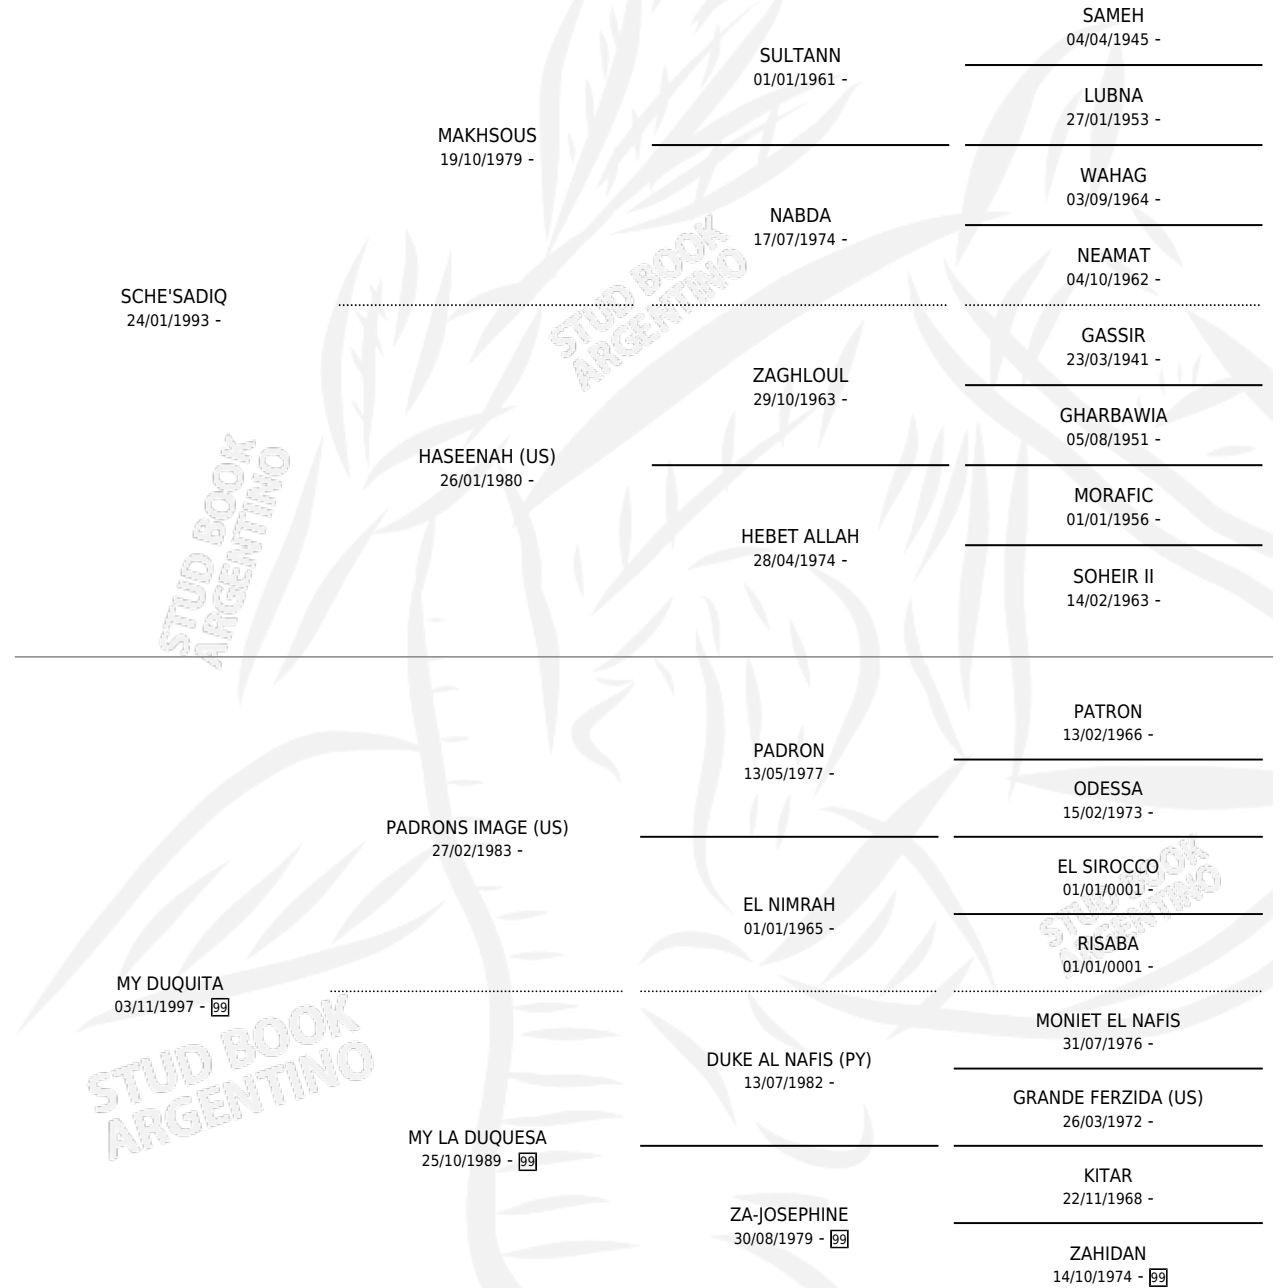 SAMEH
04/04/1945 -
SULTANN
01/01/1961 -
LUBNA
27/01/1953 -
MAKHSOUS
19/10/1979 -
WAHAG
03/09/1964 -
NABDA
17/07/1974 -
NEAMAT
04/10/1962 -
SCHE'SADIQ
24/01/1993 -
GASSIR
23/03/1941 -
ZAGHLOUL
29/10/1963 -
GHARBAWIA
05/08/1951 -
HASEENAH (US)
26/01/1980 -
MORAFIC
01/01/1956 -
HEBET ALLAH
28/04/1974 -
SOHEIR II
14/02/1963 -
PATRON
13/02/1966 -
PADRON
13/05/1977 -
ODESSA
15/02/1973 -
PADRONS IMAGE (US)
27/02/1983 -
EL SIROCCO
01/01/0001 -
EL NIMRAH
01/01/1965 -
RISABA
01/01/0001 -
MY DUQUITA
03/11/1997 - 99
MONIET EL NAFIS
31/07/1976 -
DUKE AL NAFIS (PY)
13/07/1982 -
GRANDE FERZIDA (US)
26/03/1972 -
MY LA DUQUESA
25/10/1989 - 99
KITAR
22/11/1968 -
ZA-JOSEPHINE
30/08/1979 - 99
ZAHIDAN
14/10/1974 - 99
STUD BOOK
ARGENTINO
STUD BOOK
ARGENTINO
STUD BOOK
ARGENTINO
STUD BOOK
ARGENTINO